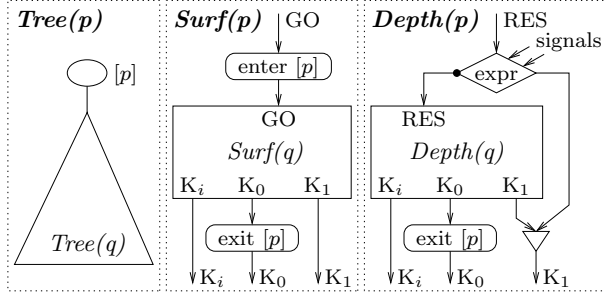 Tree(p)
[p]
Tree(q)
Surf(p)
GO
enter [p]
GO
Surf(q)
K_i K_0 K_1
exit [p]
K_i K_0 K_1
Depth(p)
RES
signals
expr
RES
Depth(q)
K_i K_0 K_1
exit [p]
K_i K_0 K_1